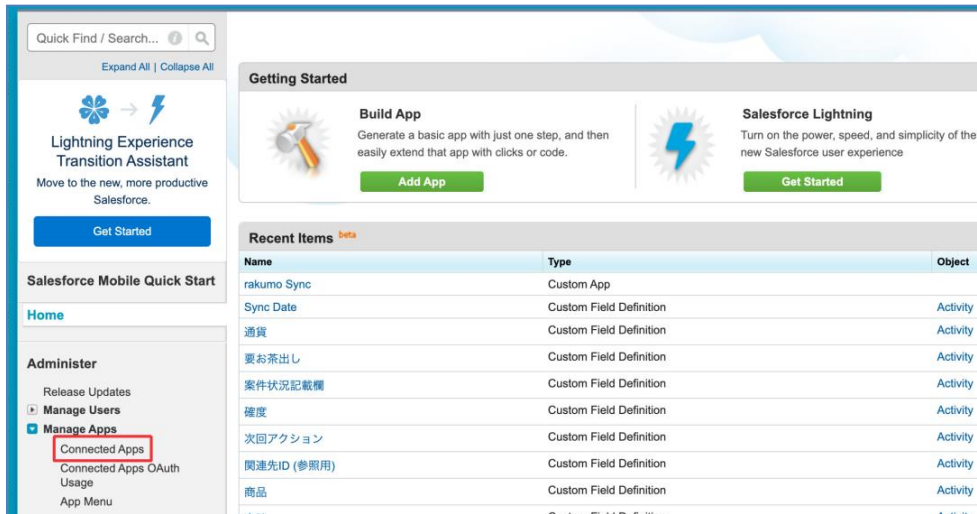 Quick Find / Search...
Expand All | Collapse All
Lightning Experience
Transition Assistant
Move to the new, more productive
Salesforce.
Get Started
Salesforce Mobile Quick Start
Home
Administer
Release Updates
Manage Users
Manage Apps
Connected Apps
Connected Apps OAuth
Usage
App Menu
Getting Started
Build App
Generate a basic app with just one step, and then
easily extend that app with clicks or code.
Add App
Salesforce Lightning
Turn on the power, speed, and simplicity of the
new Salesforce user experience
Get Started
Recent Items beta
Name Type Object
rakumo Sync Custom App
Sync Date Custom Field Definition Activity
通貨 Custom Field Definition Activity
要お茶出し Custom Field Definition Activity
案件状況記載欄 Custom Field Definition Activity
確度 Custom Field Definition Activity
次回アクション Custom Field Definition Activity
関連先ID (参照用) Custom Field Definition Activity
商品 Custom Field Definition Activity